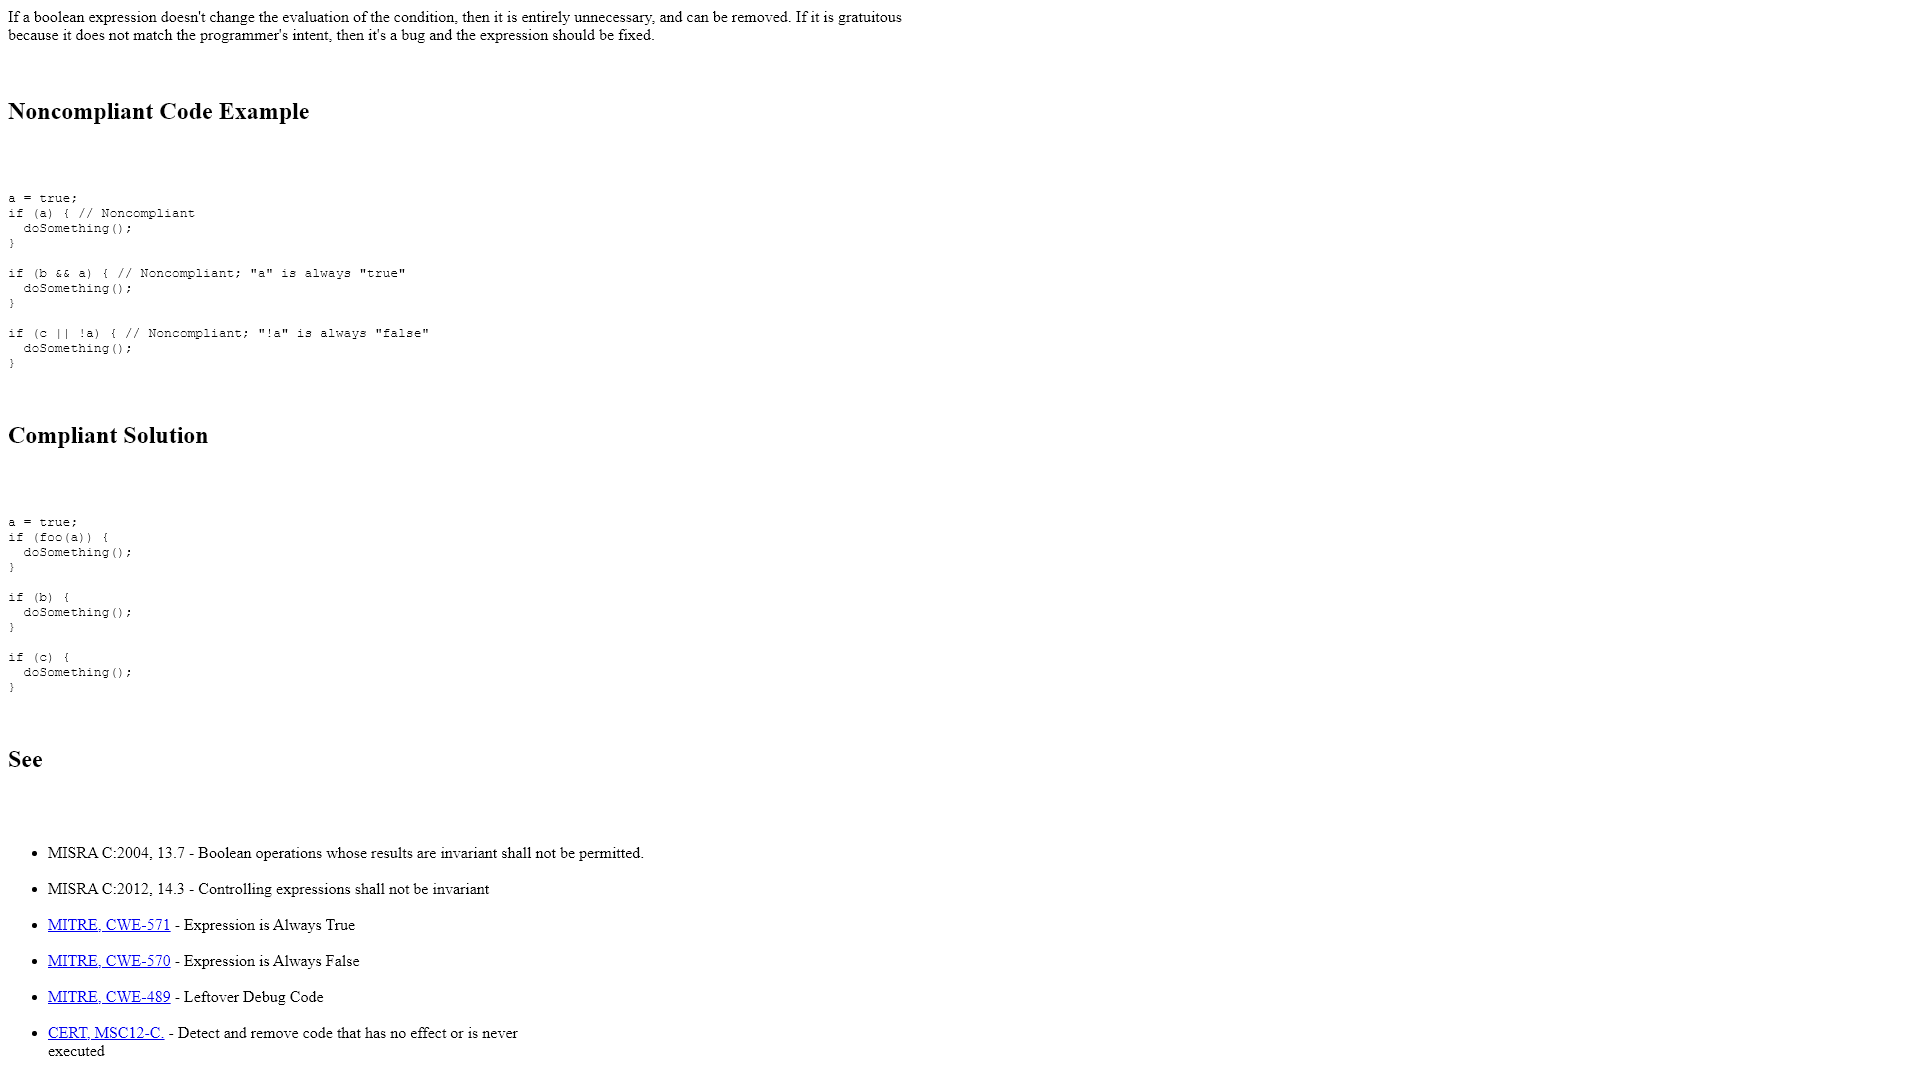 If a boolean expression doesn't change the evaluation of the condition, then it is entirely unnecessary, and can be removed. If it is gratuitous
because it does not match the programmer's intent, then it's a bug and the expression should be fixed.
Noncompliant Code Example
a = true;
if (a) { // Noncompliant
  doSomething();
}
if (b && a) { // Noncompliant; "a" is always "true"
  doSomething();
}
if (c || !a) { // Noncompliant; "!a" is always "false"
  doSomething();
}
Compliant Solution
a = true;
if (foo(a)) {
  doSomething();
}
if (b) {
  doSomething();
}
if (c) {
  doSomething();
}
See
• MISRA C:2004, 13.7 - Boolean operations whose results are invariant shall not be permitted.
• MISRA C:2012, 14.3 - Controlling expressions shall not be invariant
• MITRE, CWE-571 - Expression is Always True
• MITRE, CWE-570 - Expression is Always False
• MITRE, CWE-489 - Leftover Debug Code
• CERT, MSC12-C. - Detect and remove code that has no effect or is never
executed